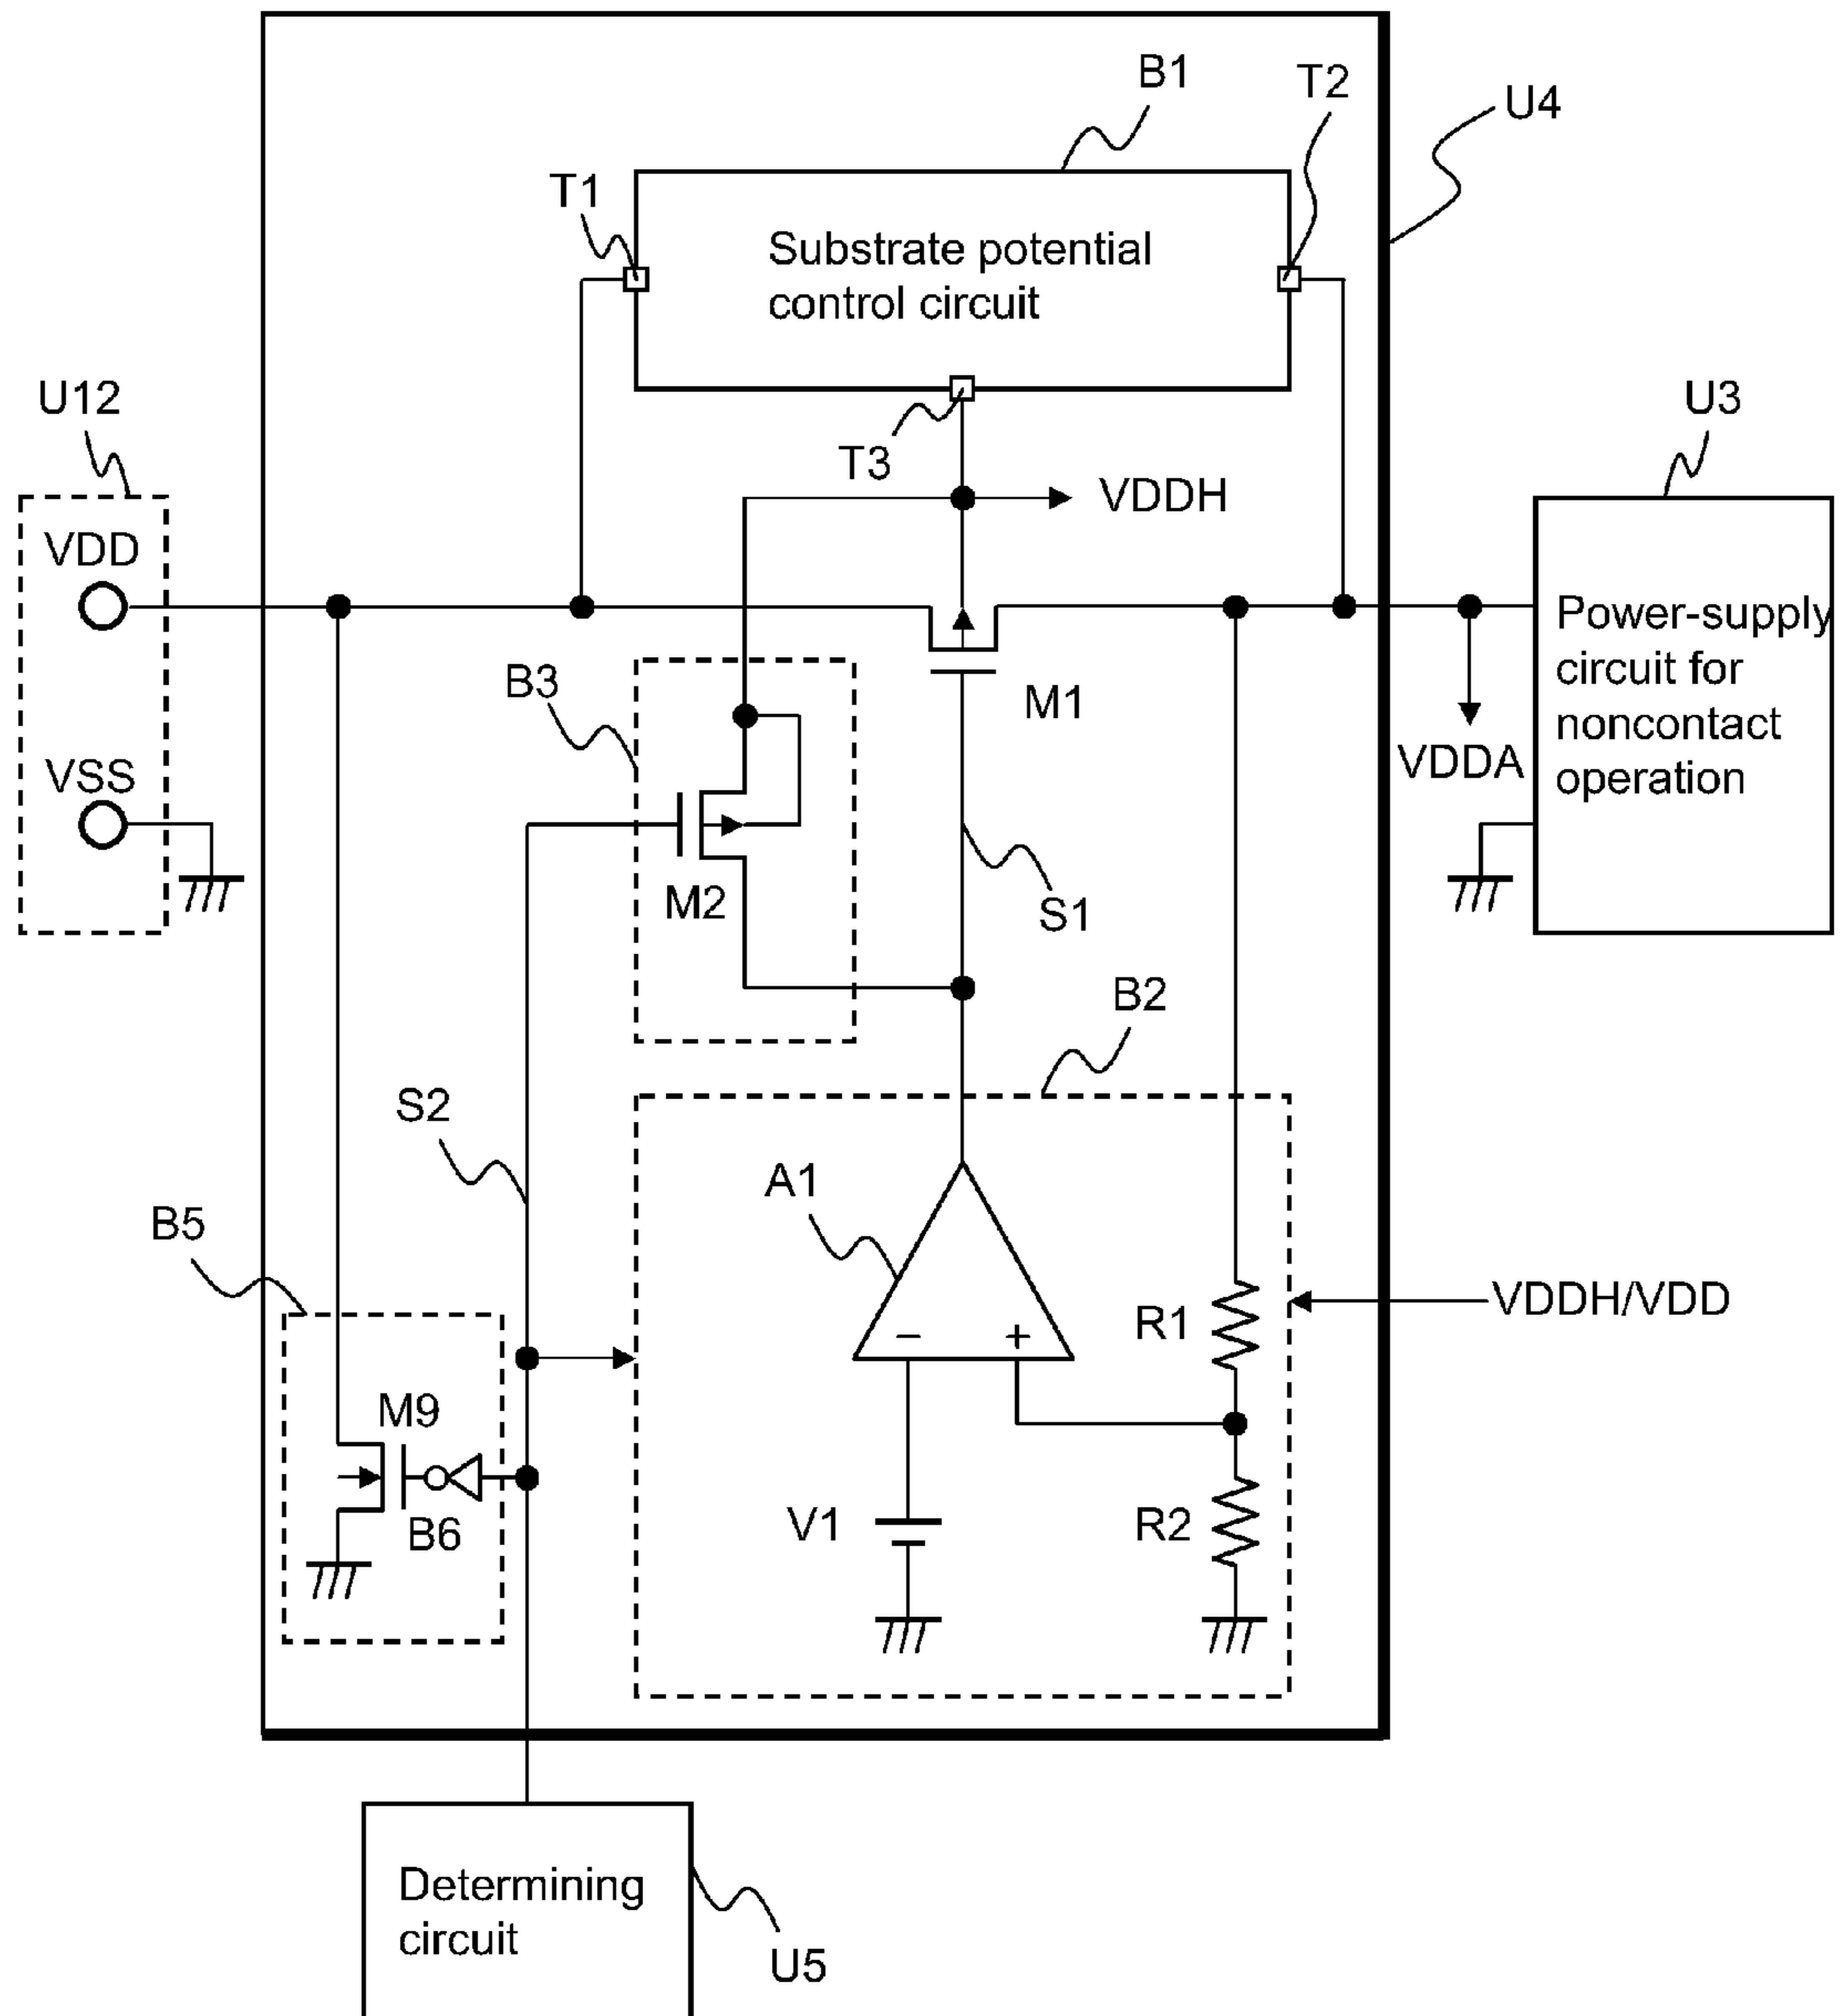 B1
T2
U4
T1
Substrate potential
control circuit
U12
U3
T3
VDDH
VDD
Power-supply
circuit for
noncontact
operation
B3
M1
VDDA
VSS
M2
S1
B2
S2
A1
B5
VDDH/VDD
R1
−
+
M9
B6
V1
R2
Determining
circuit
U5